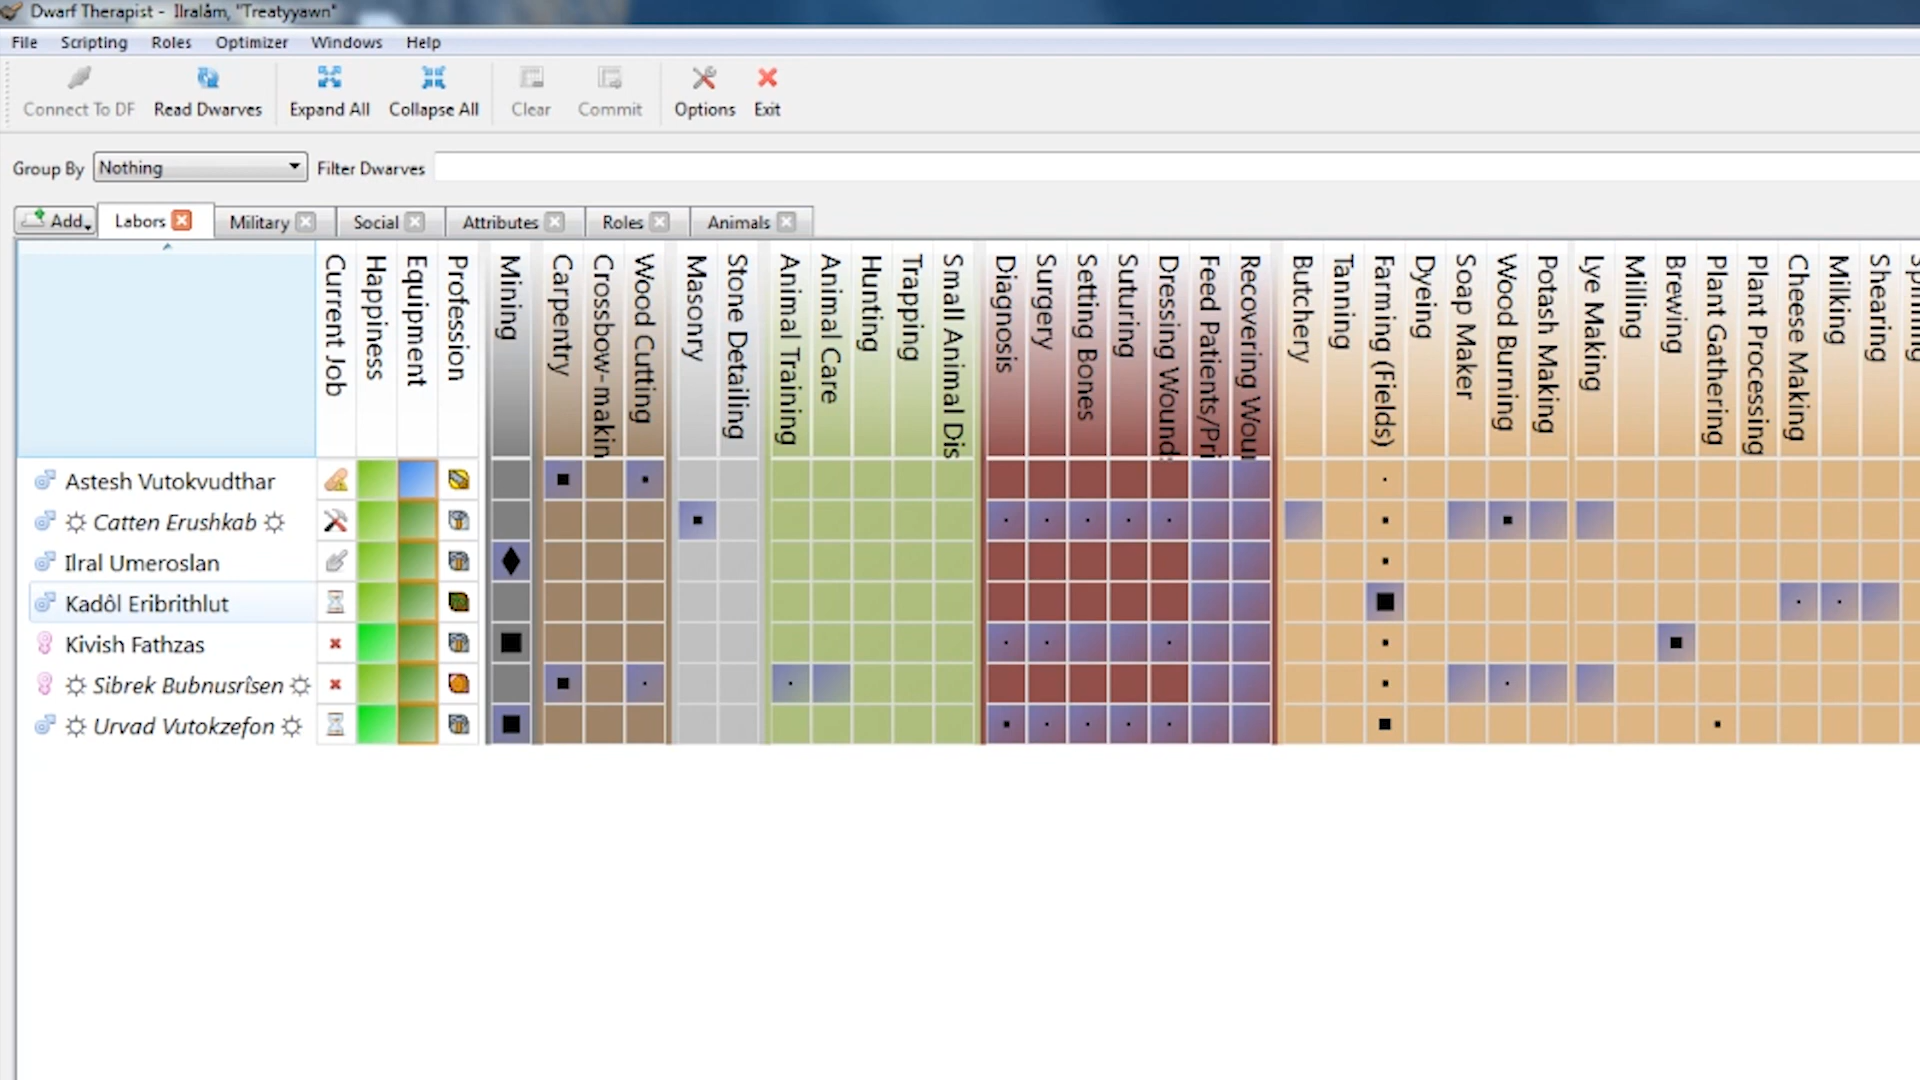 Dwarf Therapist - Ilralåm, "Treatyyawn"
File Scripting Roles Optimizer Windows Help
Connect To DF Read Dwarves Expand All Collapse All Clear Commit Options Exit
Group By Nothing Filter Dwarves
Add Labors Military Social Attributes Roles Animals
Current Job
Happiness
Equipment
Profession
Mining
Carpentry
Crossbow-makin
Wood Cutting
Masonry
Stone Detailing
Animal Training
Animal Care
Hunting
Trapping
Small Animal Dis
Diagnosis
Surgery
Setting Bones
Suturing
Dressing Wound
Feed Patients/Pri
Recovering Wou
Butchery
Tanning
Farming (Fields)
Dyeing
Soap Maker
Wood Burning
Potash Making
Lye Making
Milling
Brewing
Plant Gathering
Plant Processing
Cheese Making
Milking
Shearing
Astesh Vutokvudthar
Catten Erushkab
Ilral Umeroslan
Kadôl Eribrithlut
Kivish Fathzas
Sibrek Bubnusrîsen
Urvad Vutokzefon